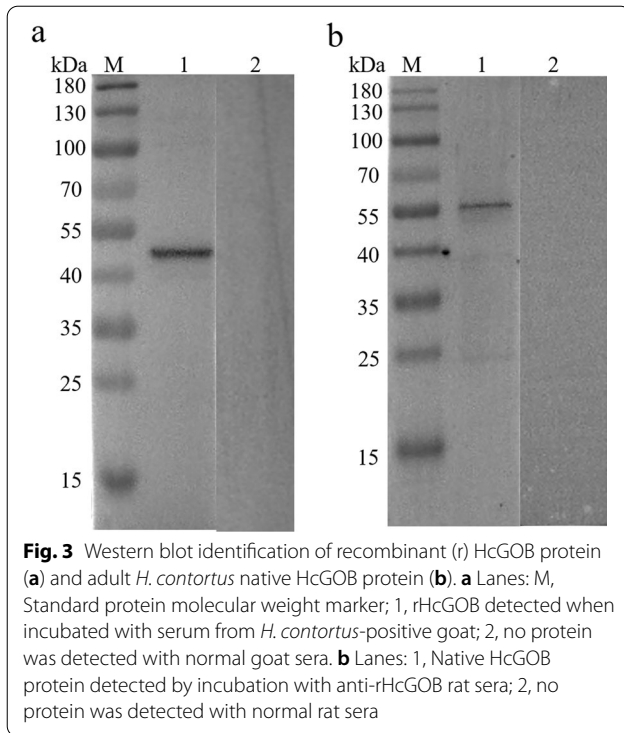 a
kDa M 1 2
180
130
100
70
55
40
35
25
15
b
kDa M 1 2
180
130
100
70
55
40
35
25
15
Fig. 3 Western blot identification of recombinant (r) HcGOB protein
(a) and adult H. contortus native HcGOB protein (b). a Lanes: M,
Standard protein molecular weight marker; 1, rHcGOB detected when
incubated with serum from H. contortus-positive goat; 2, no protein
was detected with normal goat sera. b Lanes: 1, Native HcGOB
protein detected by incubation with anti-rHcGOB rat sera; 2, no
protein was detected with normal rat sera